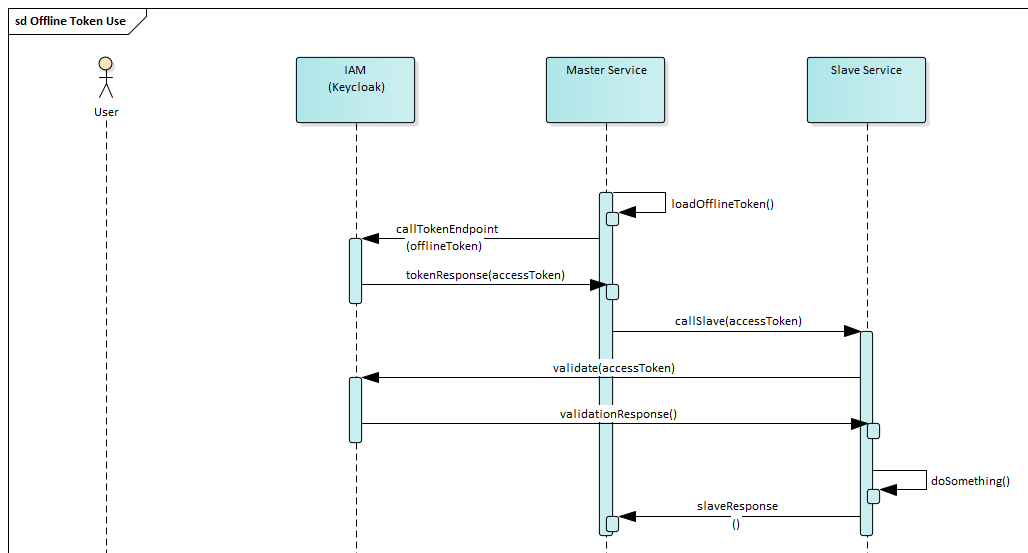 sd Offline Token Use
User
IAM
(Keycloak)
Master Service
Slave Service
loadOfflineToken()
callTokenEndpoint
(offlineToken)
tokenResponse(accessToken)
callSlave(accessToken)
validate(accessToken)
validationResponse()
doSomething()
slaveResponse
()